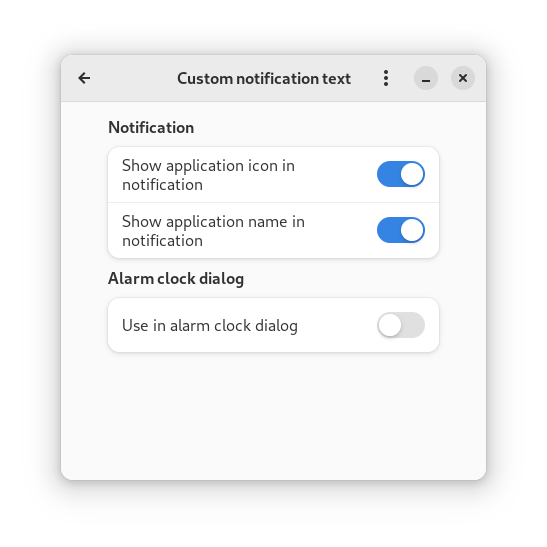 Custom notification text
Notification
Show application icon in
notification
Show application name in
notification
Alarm clock dialog
Use in alarm clock dialog